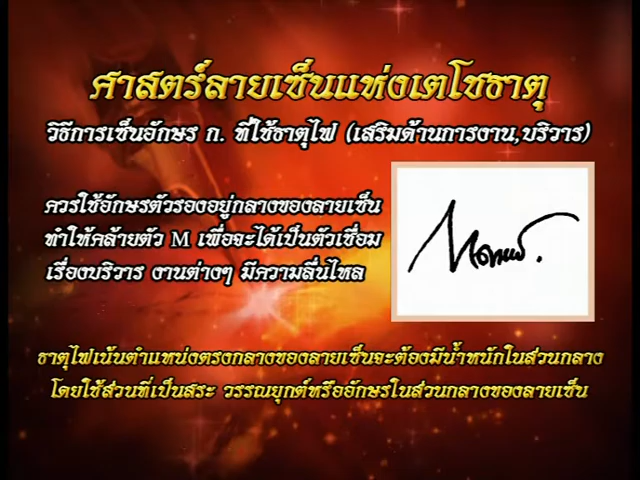 ศาสตร์ลายเซ็นแห่งเตโชธาตุ
วิธีการเซ็นอักษร ก. ที่ใช้ธาตุไฟ (เสริมด้านการงาน,บริวาร)
ควรใช้อักษรตัวรองอยู่กลางของลายเซ็น
ทำให้คล้ายตัว M เพื่อจะได้เป็นตัวเชื่อม
เรื่องบริวาร งานต่างๆ มีความลื่นไหล
ธาตุไฟเน้นตำแหน่งตรงกลางของลายเซ็นจะต้องมีน้ำหนักในส่วนกลาง
โดยใช้ส่วนที่เป็นสระ วรรณยุกต์หรืออักษรในส่วนกลางของลายเซ็น